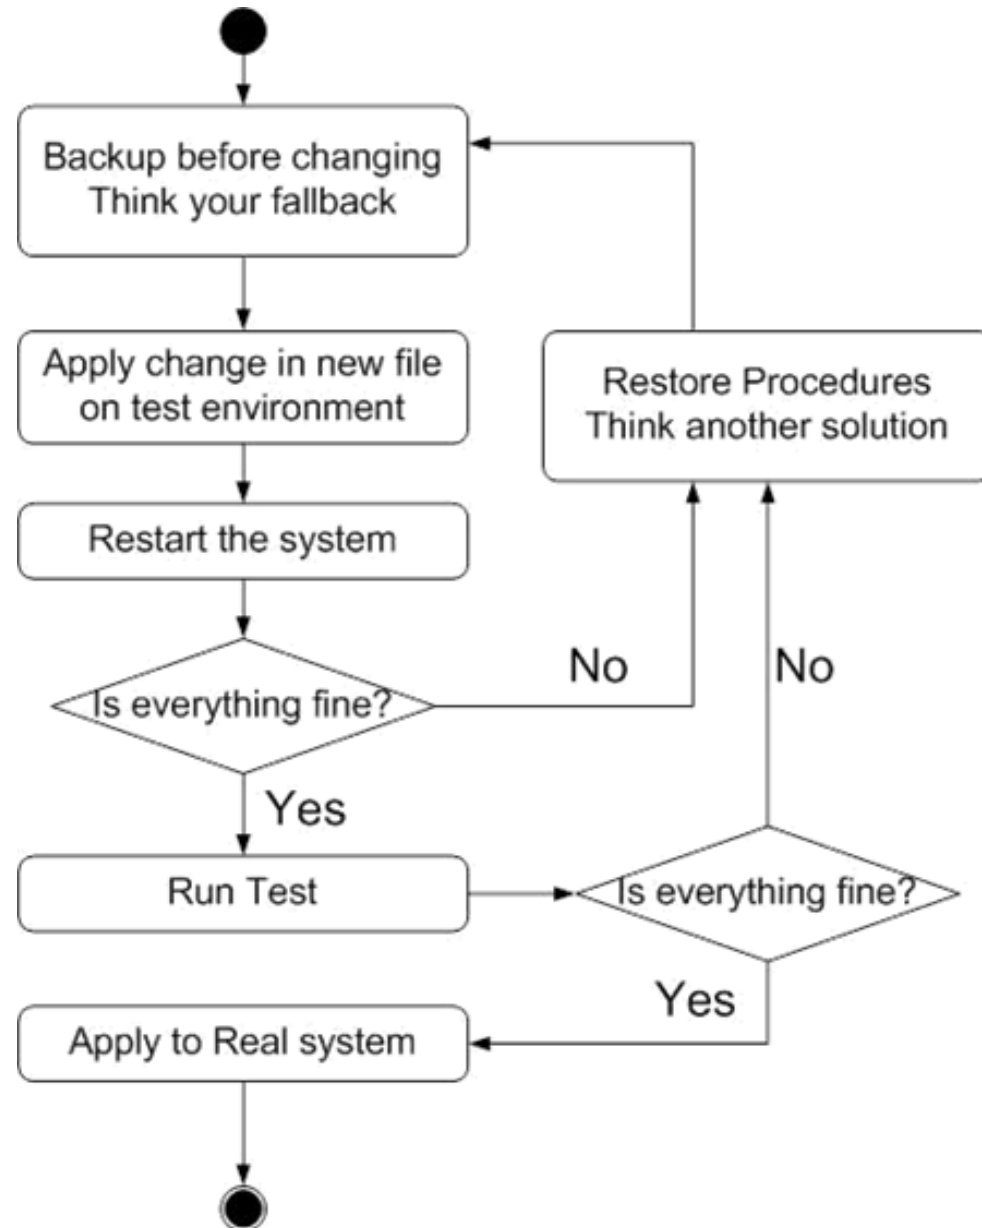 Backup before changing
Think your fallback
Apply change in new file
on test environment
Restore Procedures
Think another solution
Restart the system
No
No
Is everything fine?
Yes
Run Test
Is everything fine?
Yes
Apply to Real system